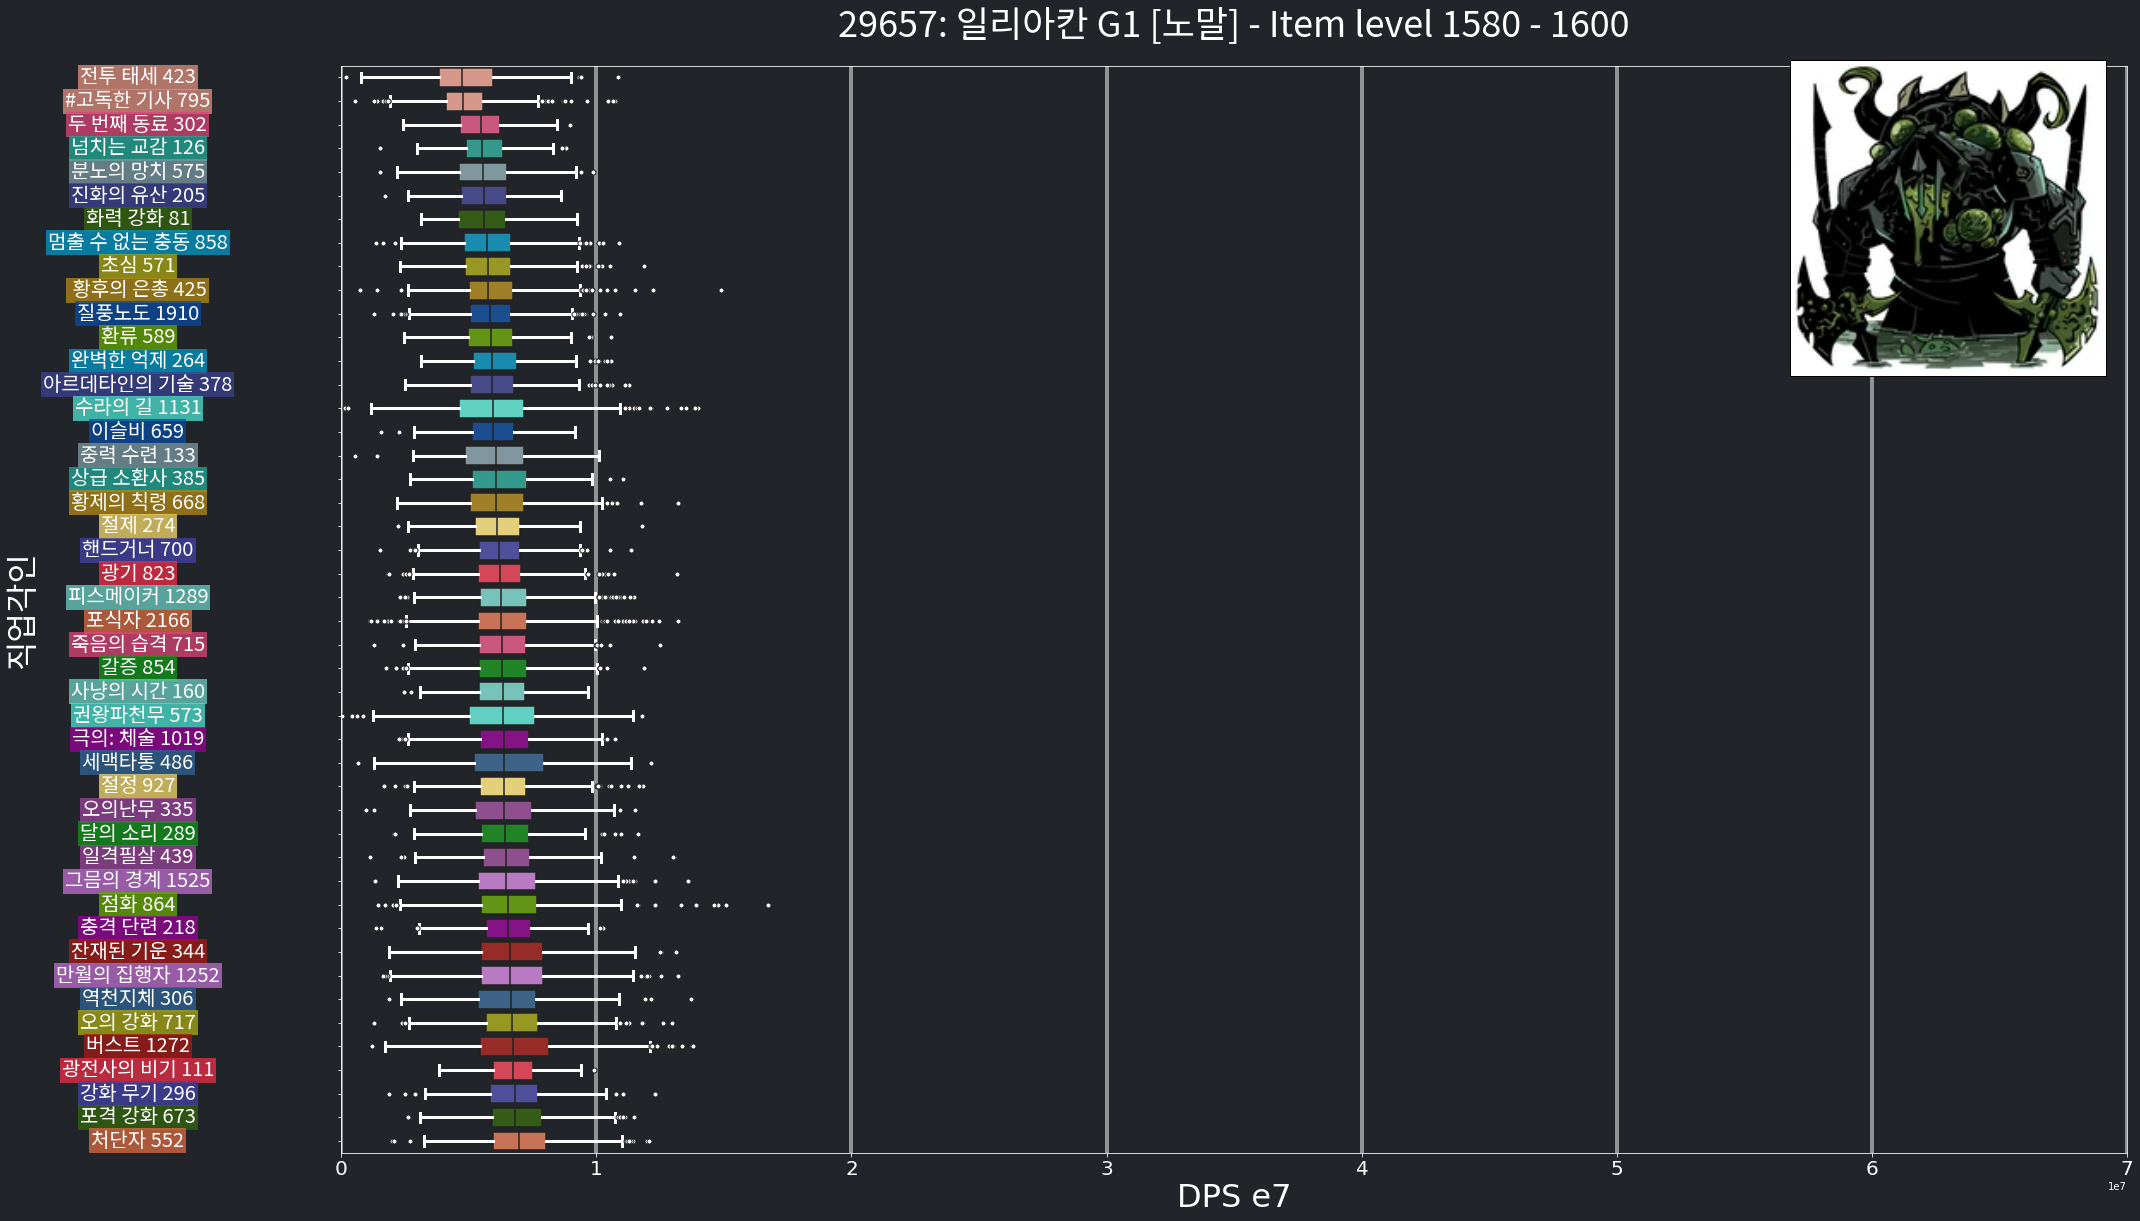 29657: 일리아칸 G1 [노말] - Item level 1580 - 1600
전투 태세 423
#고독한 기사 795
두 번째 동료 302
넘치는 교감 126
분노의 망치 575
진화의 유산 205
화력 강화 81
멈출 수 없는 충동 858
초심 571
황후의 은총 425
질풍노도 1910
환류 589
완벽한 억제 264
아르데타인의 기술 378
수라의 길 1131
이슬비 659
중력 수련 133
상급 소환사 385
황제의 칙령 668
절제 274
핸드거너 700
광기 823
피스메이커 1289
포식자 2166
죽음의 습격 715
갈증 854
사냥의 시간 160
권왕파천무 573
극의: 체술 1019
세맥타통 486
절정 927
오의난무 335
달의 소리 289
일격필살 439
그믐의 경계 1525
점화 864
충격 단련 218
잔재된 기운 344
만월의 집행자 1252
역천지체 306
오의 강화 717
버스트 1272
광전사의 비기 111
강화 무기 296
포격 강화 673
처단자 552
직업각인
0 1 2 3 4 5 6 7
DPS e7
1e7